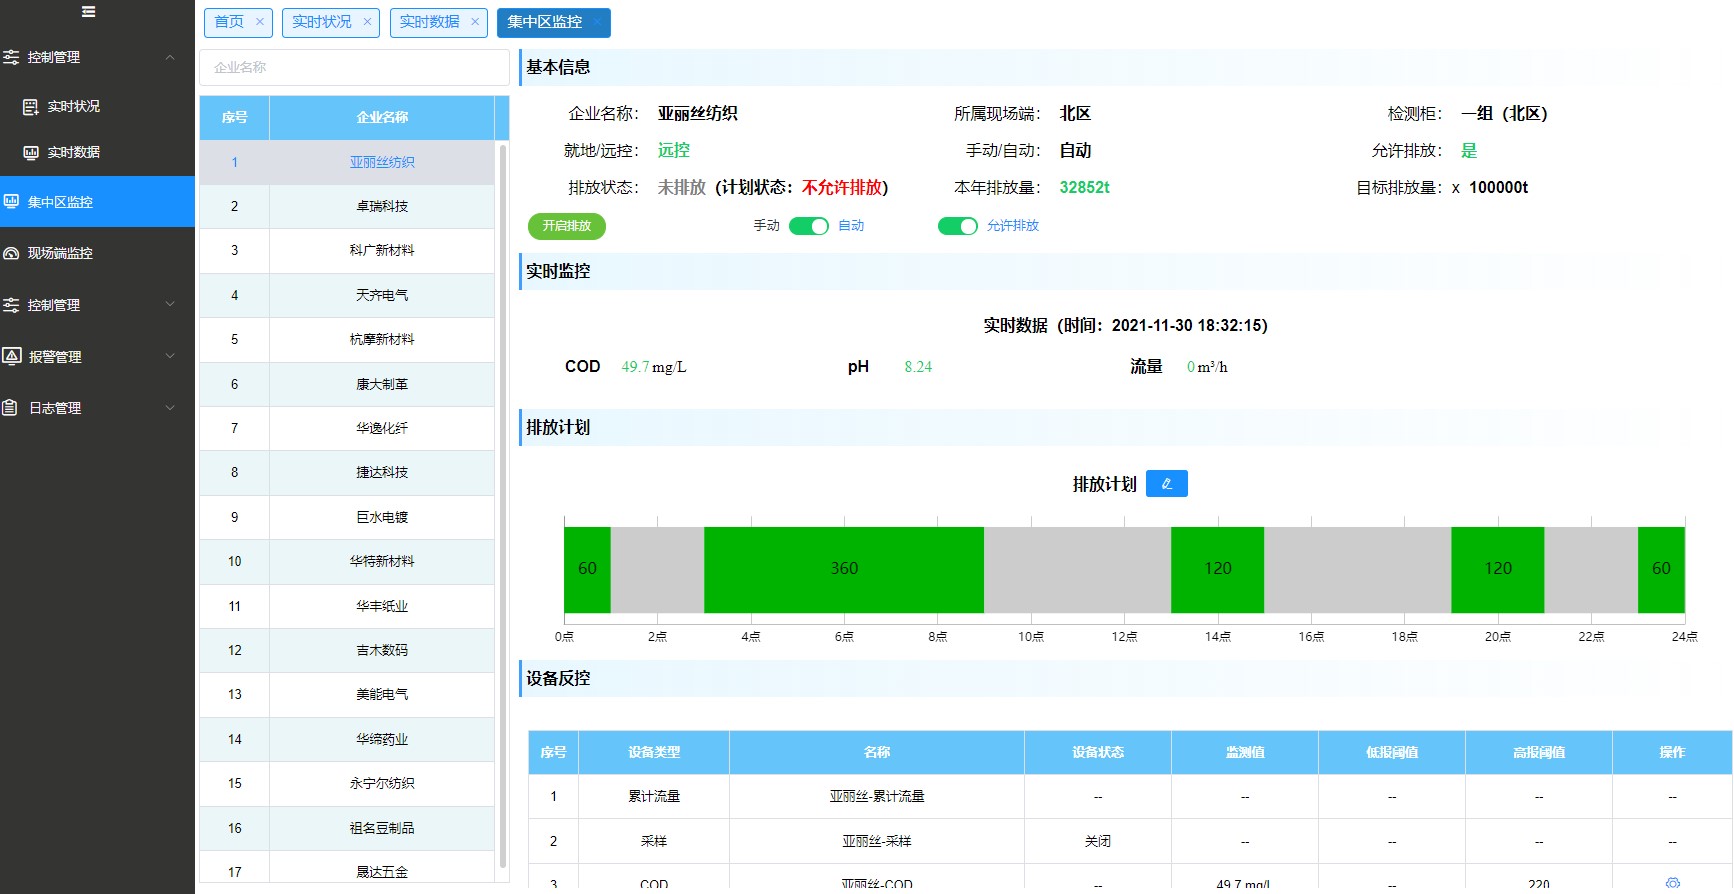 首页 × 实时状况 × 实时数据 × 集中区监控 ×
控制管理
实时状况
实时数据
集中区监控
现场端监控
控制管理
报警管理
日志管理
企业名称
序号 企业名称
1 亚丽丝纺织
2 卓瑞科技
3 科广新材料
4 天齐电气
5 杭摩新材料
6 康大制革
7 华逸化纤
8 捷达科技
9 巨水电镀
10 华特新材料
11 华丰纸业
12 吉木数码
13 美能电气
14 华缔药业
15 永宁尔纺织
16 祖名豆制品
17 晟达五金
基本信息
企业名称： 亚丽丝纺织 所属现场端： 北区 检测柜： 一组（北区）
就地/远控： 远控 手动/自动： 自动 允许排放： 是
排放状态： 未排放（计划状态：不允许排放） 本年排放量： 32852t 目标排放量：x 100000t
开启排放 手动 自动 允许排放
实时监控
实时数据（时间：2021-11-30 18:32:15）
COD 49.7 mg/L pH 8.24 流量 0 m³/h
排放计划
排放计划
60 360 120 120 60
0点 2点 4点 6点 8点 10点 12点 14点 16点 18点 20点 22点 24点
设备反控
序号 设备类型 名称 设备状态 监测值 低报阈值 高报阈值 操作
1 累计流量 亚丽丝-累计流量 -- -- -- -- --
2 采样 亚丽丝-采样 关闭 -- -- -- --
3 COD 亚丽丝-COD -- 49.7 mg/L -- 220